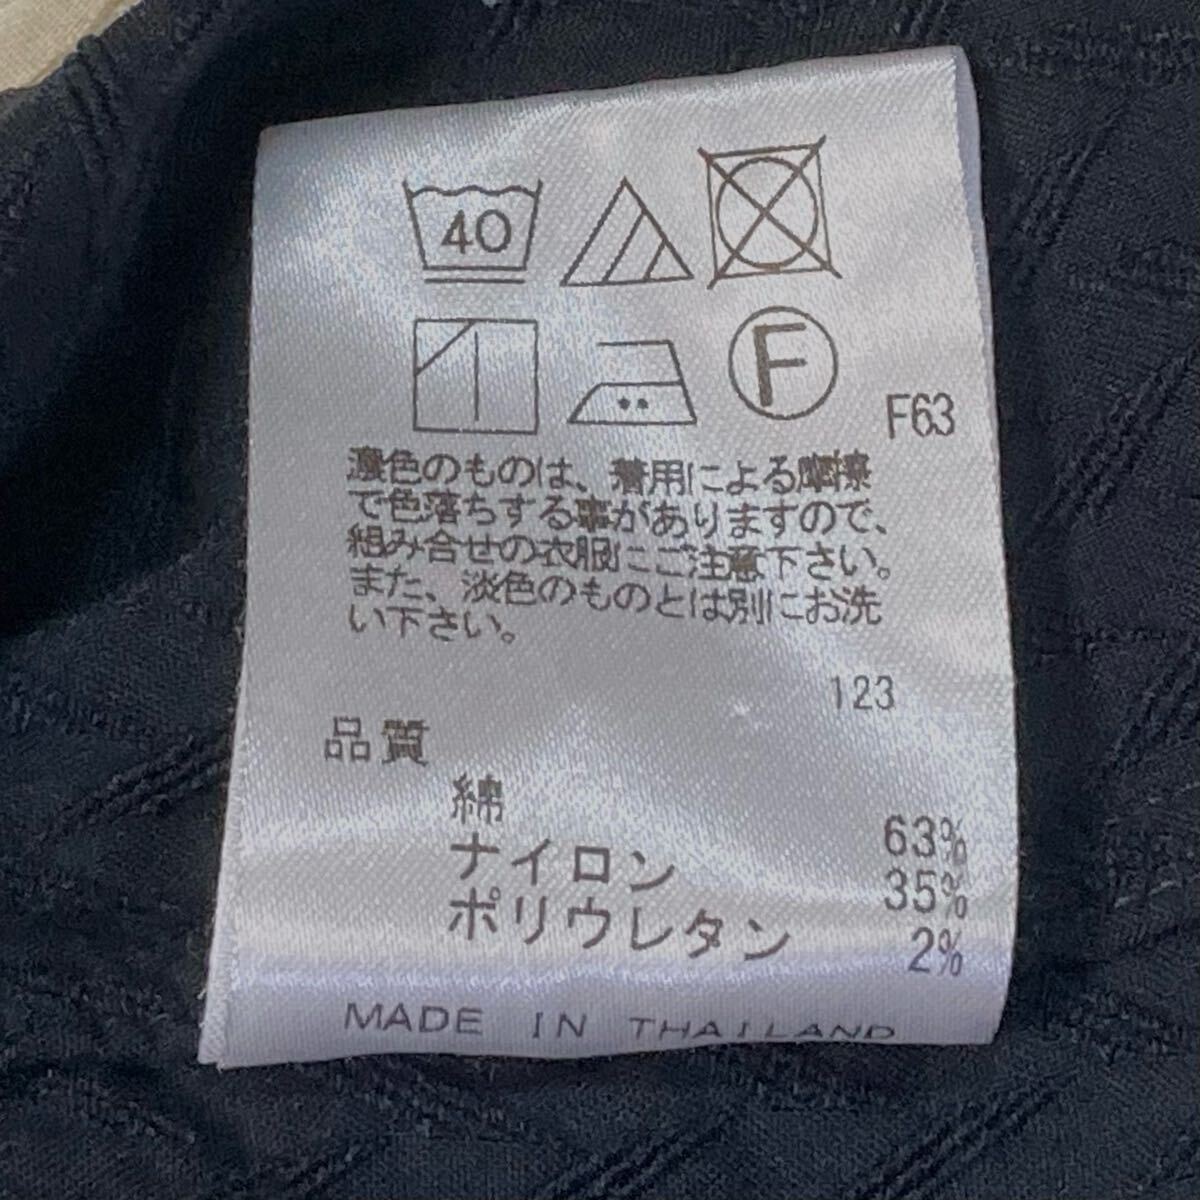 40
F
F63
濃色のものは、着用による摩擦
で色落ちする事がありますので、
組み合せの衣服にご注意下さい。
また、淡色のものとは別にお洗
い下さい。
123
品質
綿 63%
ナイロン 35%
ポリウレタン 2%
MADE IN THAILAND